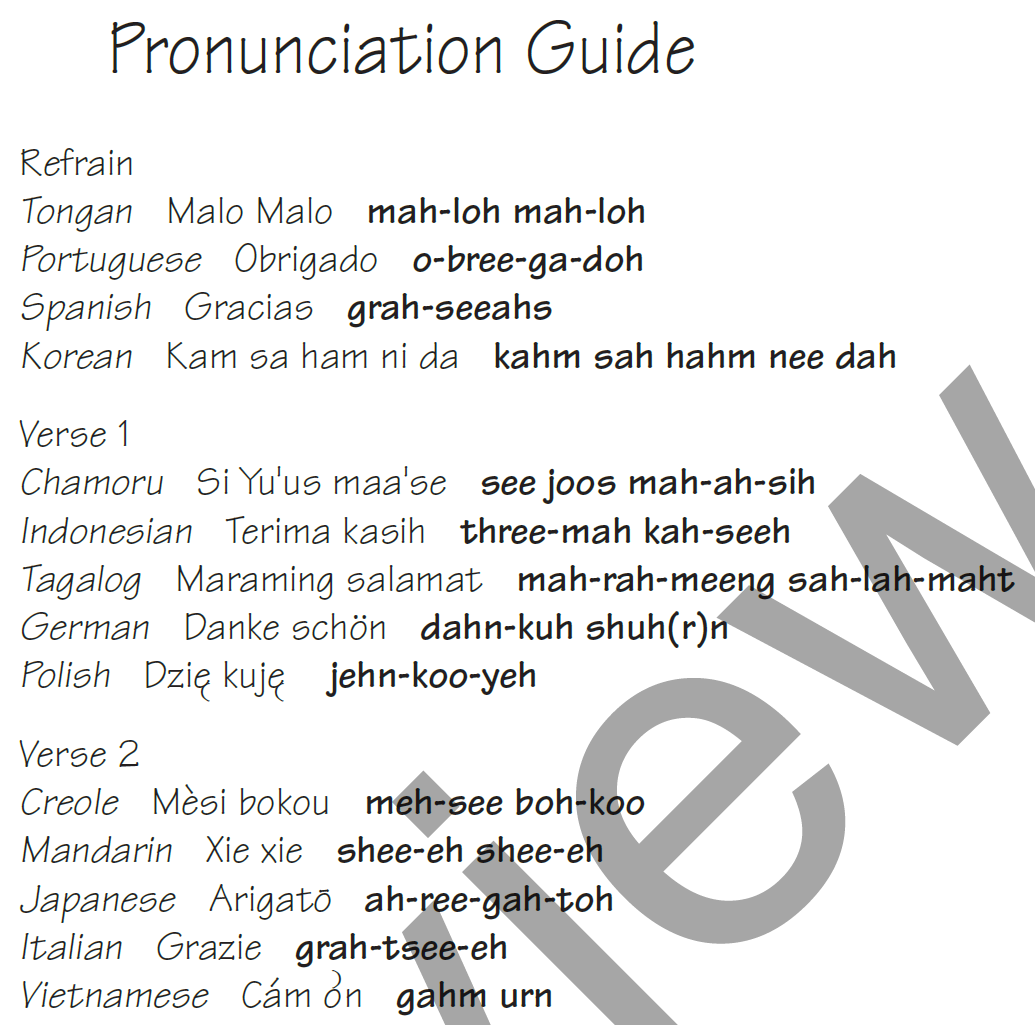 Pronunciation Guide
Refrain
Tongan Malo Malo mah-loh mah-loh
Portuguese Obrigado o-bree-ga-doh
Spanish Gracias grah-seeahs
Korean Kam sa ham ni da kahm sah hahm nee dah
Verse 1
Chamoru Si Yu'us maa'se see joos mah-ah-sih
Indonesian Terima kasih three-mah kah-seeh
Tagalog Maraming salamat mah-rah-meeng sah-lah-maht
German Danke schön dahn-kuh shuh(r)n
Polish Dzię kuję jehn-koo-yeh
Verse 2
Creole Mèsi bokou meh-see boh-koo
Mandarin Xie xie shee-eh shee-eh
Japanese Arigatō ah-ree-gah-toh
Italian Grazie grah-tsee-eh
Vietnamese Cám ỏn gahm urn
view